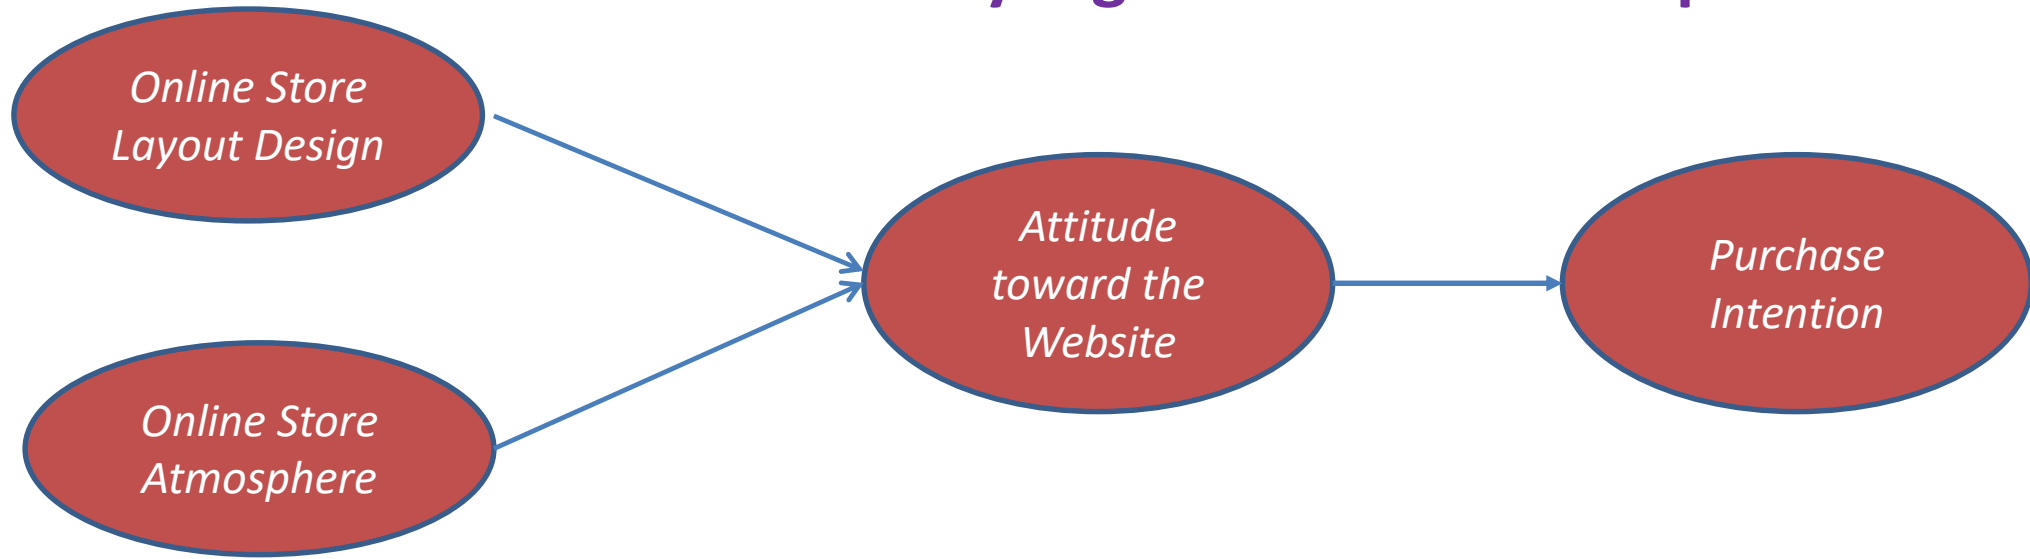 Online Store
Layout Design
Attitude
toward the
Website
Purchase
Intention
Online Store
Atmosphere